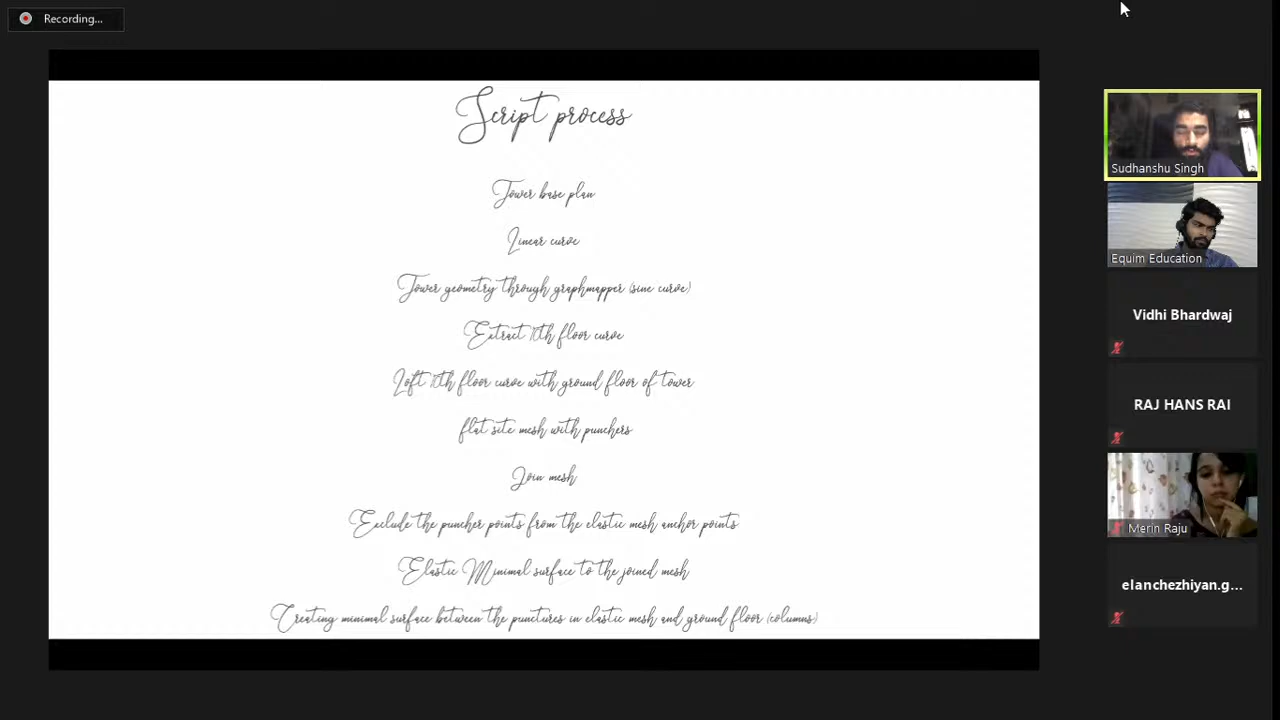 Recording...
Script process
Tower base plan
Linear curve
Tower geometry through graphmapper (sine curve)
Extract 10th floor curve
Loft 10th floor curve with ground floor of tower
flat site mesh with punchers
Join mesh
Exclude the puncher points from the elastic mesh anchor points
Elastic Minimal surface to the joined mesh
Creating minimal surface between the punctures in elastic mesh and ground floor (columns)
Sudhanshu Singh
Equim Education
Vidhi Bhardwaj
RAJ HANS RAI
Merin Raju
elanchezhiyan.g...